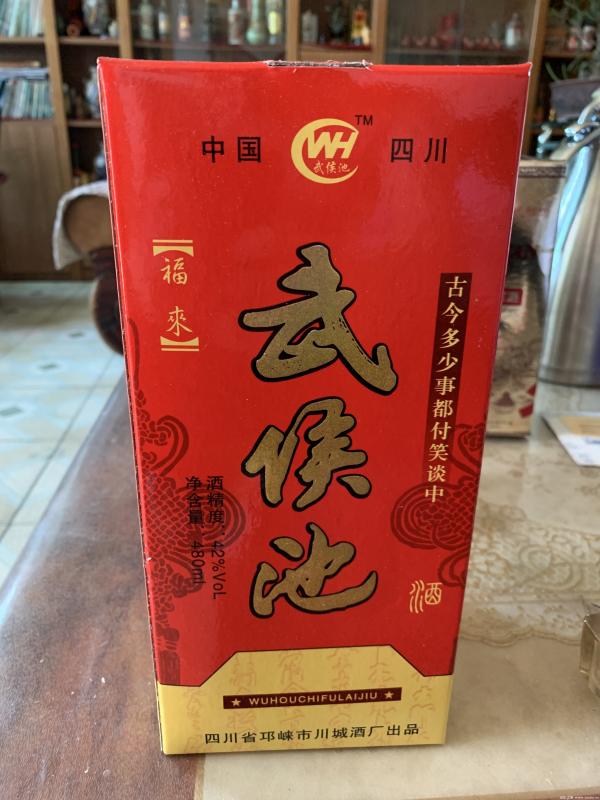 中国 WH TM 四川
武侯池
【福來】
武侯池
古今多少事都付笑谈中
酒精度：42%VoL
净含量：480ml
酒
★ WUHOUCHIFULAIJIU ★
四川省邛崃市川城酒厂出品